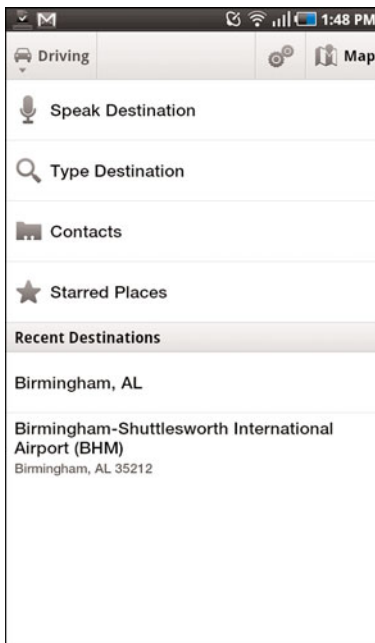 1:48 PM
Driving
Map
Speak Destination
Type Destination
Contacts
Starred Places
Recent Destinations
Birmingham, AL
Birmingham-Shuttlesworth International
Airport (BHM)
Birmingham, AL 35212